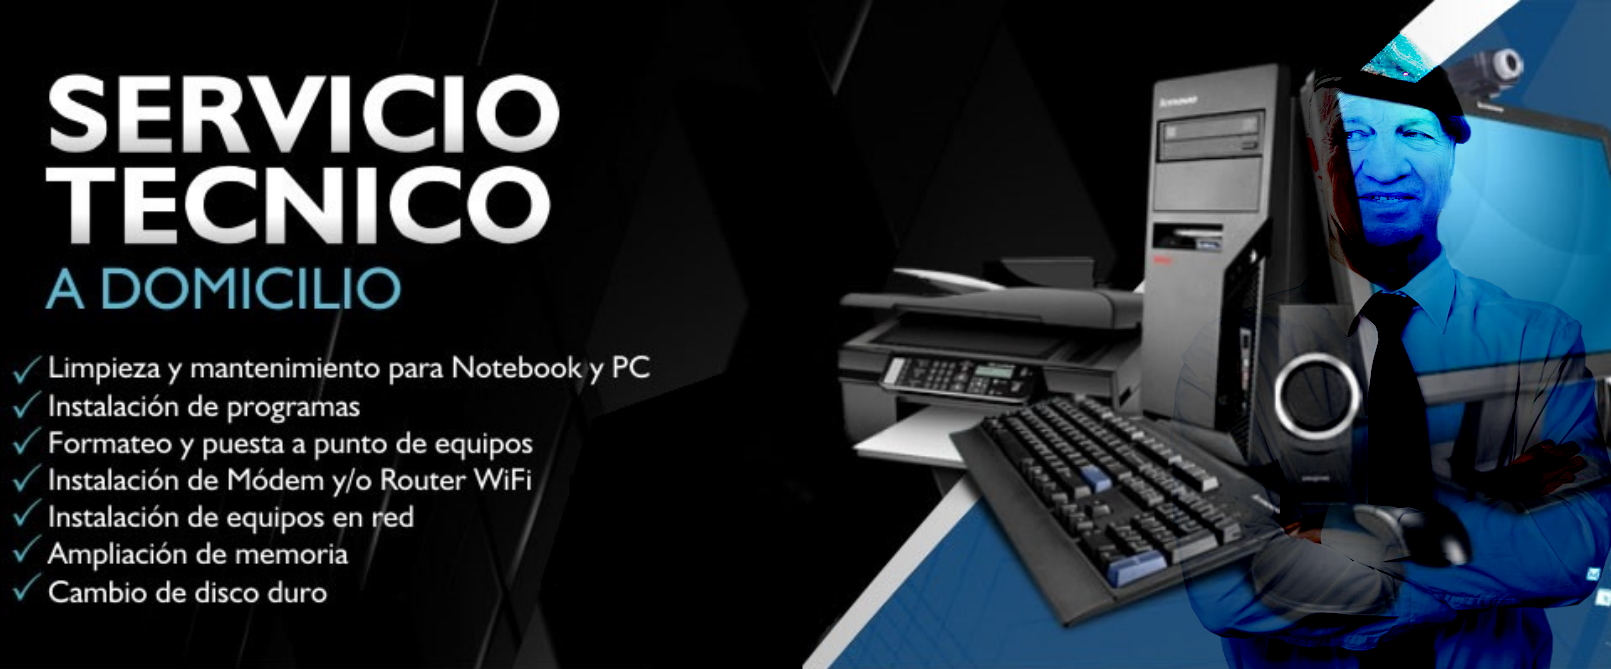 SERVICIO
TECNICO
A DOMICILIO
Limpieza y mantenimiento para Notebook y PC
Instalación de programas
Formateo y puesta a punto de equipos
Instalación de Módem y/o Router WiFi
Instalación de equipos en red
Ampliación de memoria
Cambio de disco duro
lenovo